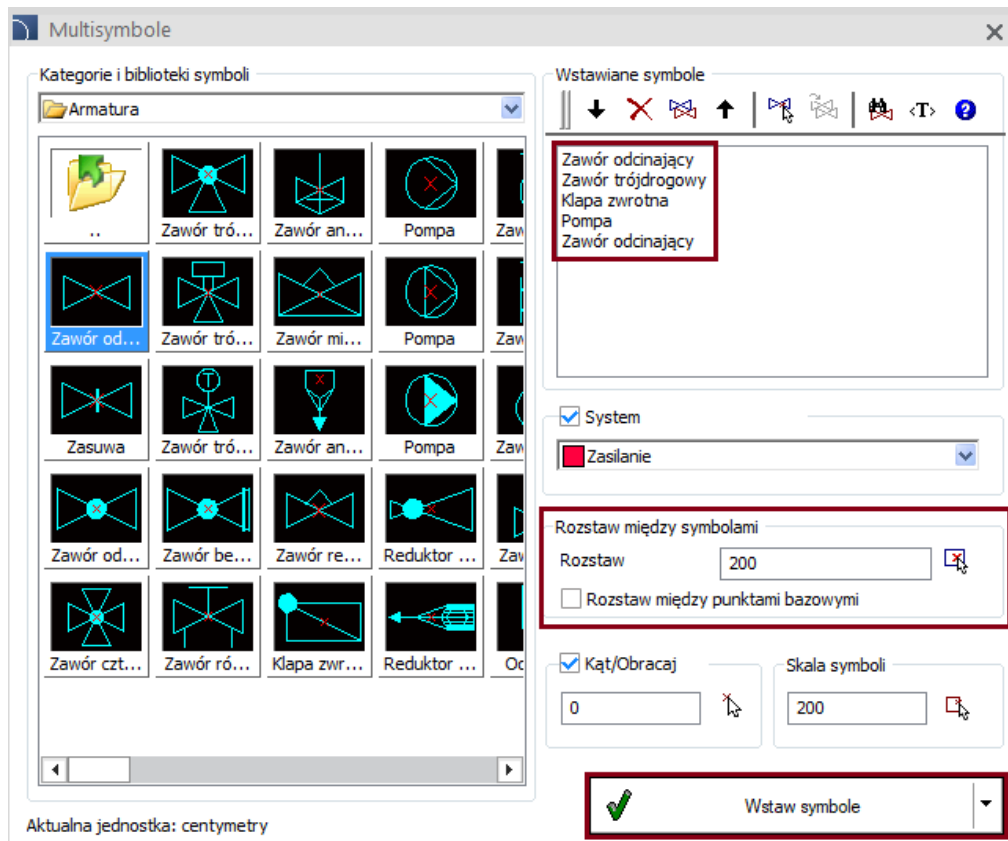 Multisymbole
Kategorie i biblioteki symboli
Armatura
..
Zawór tró...
Zawór an...
Pompa
Zaw
Zawór od...
Zawór tró...
Zawór mi...
Pompa
Zaw
Zasuwa
Zawór tró...
Zawór an...
Pompa
Zaw
Zawór od...
Zawór be...
Zawór re...
Reduktor ...
Zaw
Zawór czt...
Zawór ró...
Klapa zwr...
Reduktor ...
Oc
Aktualna jednostka: centymetry
Wstawiane symbole
<T> ?
Zawór odcinający
Zawór trójdrogowy
Klapa zwrotna
Pompa
Zawór odcinający
System
Zasilanie
Rozstaw między symbolami
Rozstaw 200
Rozstaw między punktami bazowymi
Kąt/Obracaj
0
Skala symboli
200
Wstaw symbole